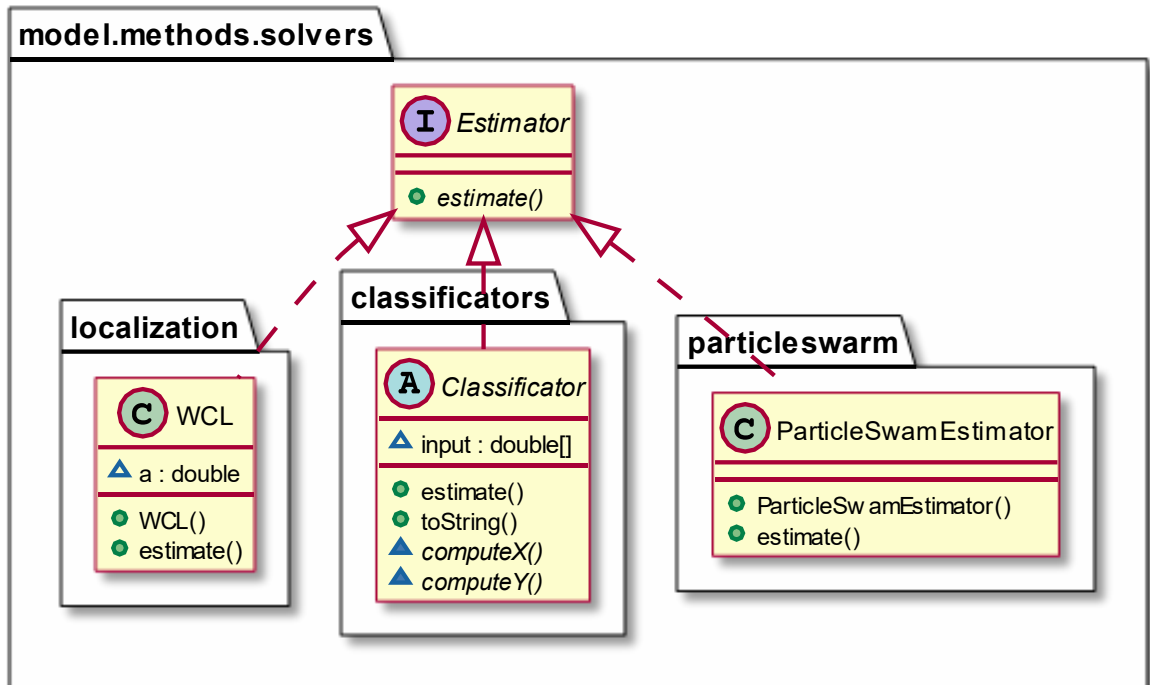 model.methods.solvers
I Estimator
estimate()
localization
C WCL
a : double
WCL()
estimate()
classificators
A Classificator
input : double[]
estimate()
toString()
computeX()
computeY()
particleswarm
C ParticleSwamEstimator
ParticleSwamEstimator()
estimate()